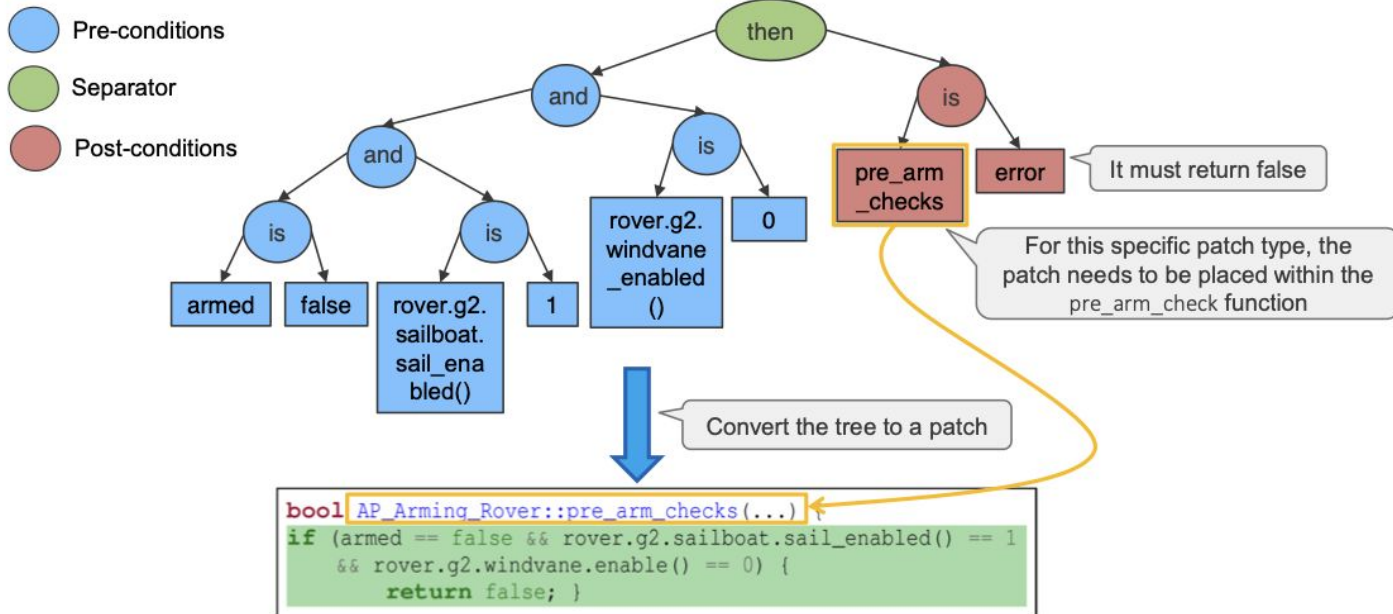 Pre-conditions
Separator
Post-conditions
then
and
is
and
is
pre_arm
_checks
error
It must return false
is
is
rover.g2.
windvane
_enabled
()
0
For this specific patch type, the
patch needs to be placed within the
pre_arm_check function
armed
false
rover.g2.
sailboat.
sail_ena
bled()
1
Convert the tree to a patch
bool AP_Arming_Rover::pre_arm_checks(...) {
if (armed == false && rover.g2.sailboat.sail_enabled() == 1
&& rover.g2.windvane.enable() == 0) {
return false; }